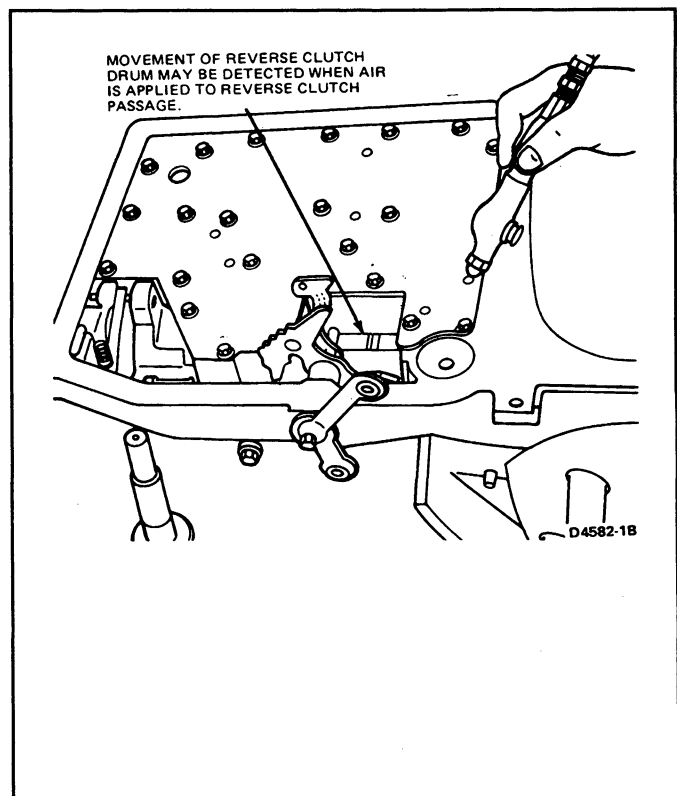 MOVEMENT OF REVERSE CLUTCH
DRUM MAY BE DETECTED WHEN AIR
IS APPLIED TO REVERSE CLUTCH
PASSAGE.
D4582-1B